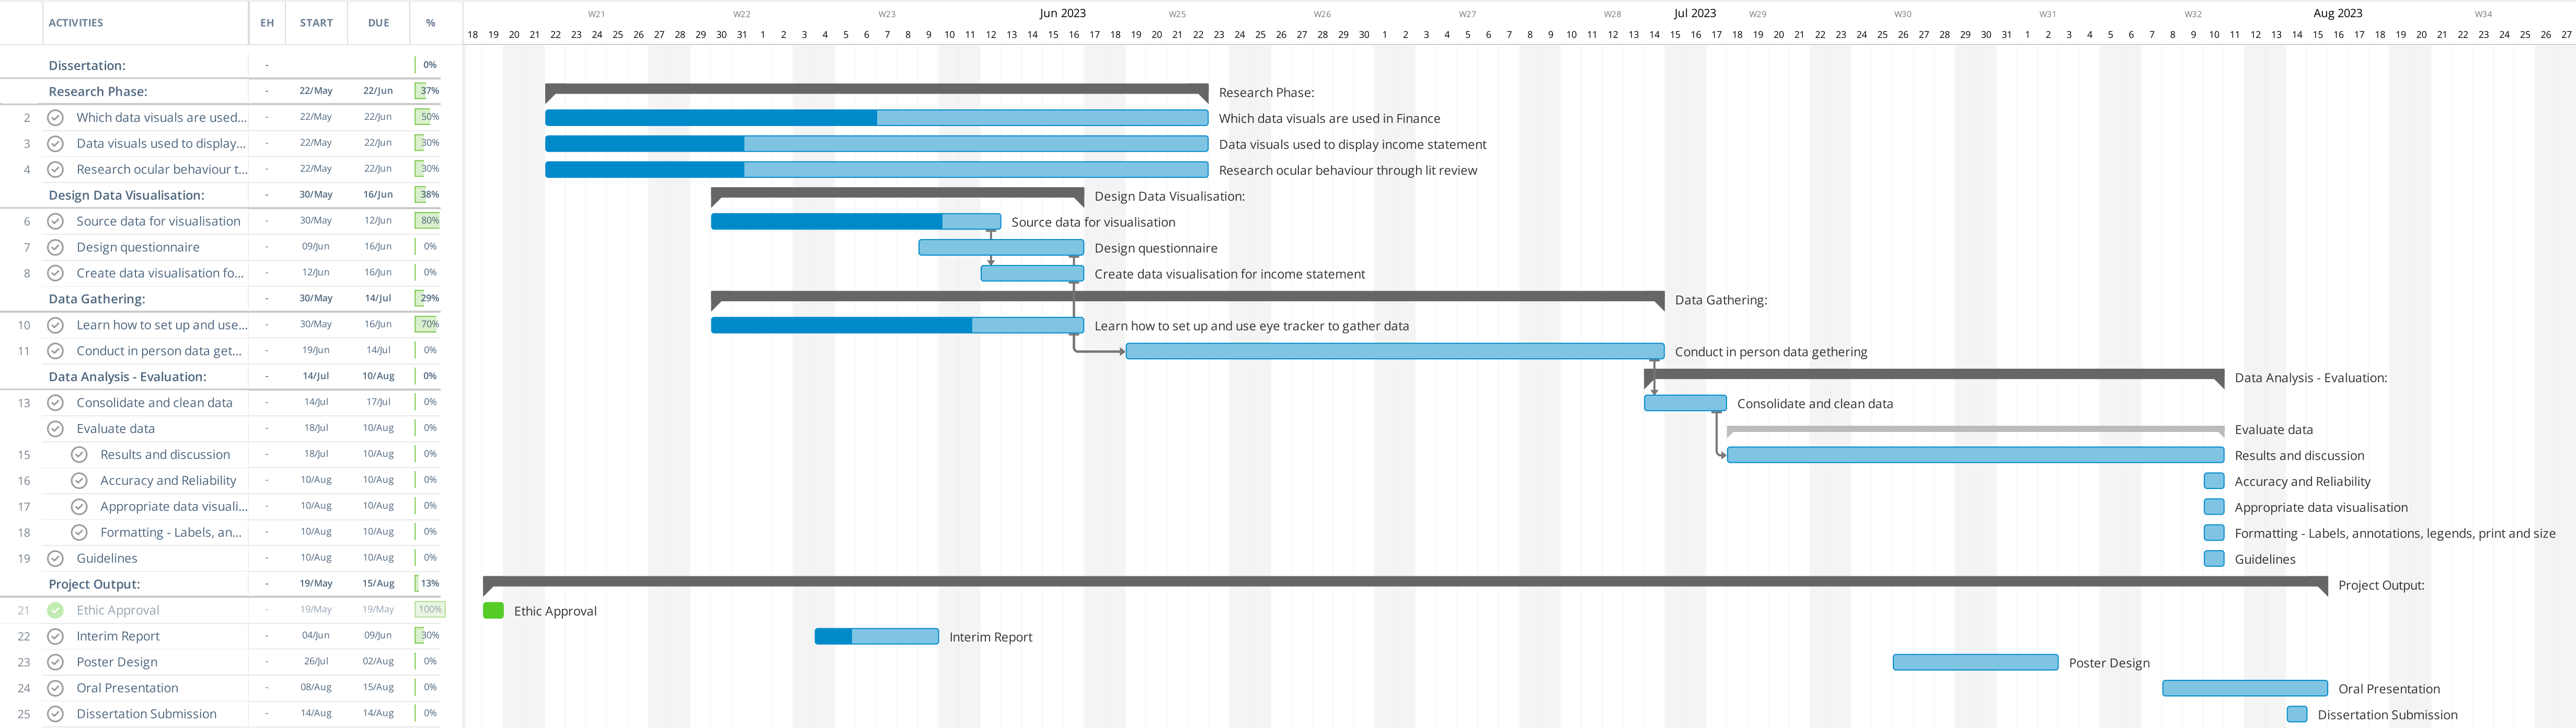 ACTIVITIES EH START DUE %
W21 W22 W23 Jun 2023 W25 W26 W27 W28 Jul 2023 W29 W30 W31 W32 Aug 2023 W34
18 19 20 21 22 23 24 25 26 27 28 29 30 31 1 2 3 4 5 6 7 8 9 10 11 12 13 14 15 16 17 18 19 20 21 22 23 24 25 26 27 28 29 30 1 2 3 4 5 6 7 8 9 10 11 12 13 14 15 16 17 18 19 20 21 22 23 24 25 26 27 28 29 30 31 1 2 3 4 5 6 7 8 9 10 11 12 13 14 15 16 17 18 19 20 21 22 23 24 25 26 27
Dissertation: - 0%
Research Phase: - 22/May 22/Jun 37% Research Phase:
2 Which data visuals are used... - 22/May 22/Jun 50% Which data visuals are used in Finance
3 Data visuals used to display... - 22/May 22/Jun 30% Data visuals used to display income statement
4 Research ocular behaviour t... - 22/May 22/Jun 30% Research ocular behaviour through lit review
Design Data Visualisation: - 30/May 16/Jun 38% Design Data Visualisation:
6 Source data for visualisation - 30/May 12/Jun 80% Source data for visualisation
7 Design questionnaire - 09/Jun 16/Jun 0% Design questionnaire
8 Create data visualisation fo... - 12/Jun 16/Jun 0% Create data visualisation for income statement
Data Gathering: - 30/May 14/Jul 29% Data Gathering:
10 Learn how to set up and use... - 30/May 16/Jun 70% Learn how to set up and use eye tracker to gather data
11 Conduct in person data get... - 19/Jun 14/Jul 0% Conduct in person data gathering
Data Analysis - Evaluation: - 14/Jul 10/Aug 0% Data Analysis - Evaluation:
13 Consolidate and clean data - 14/Jul 17/Jul 0% Consolidate and clean data
Evaluate data - 18/Jul 10/Aug 0% Evaluate data
15 Results and discussion - 18/Jul 10/Aug 0% Results and discussion
16 Accuracy and Reliability - 10/Aug 10/Aug 0% Accuracy and Reliability
17 Appropriate data visuali... - 10/Aug 10/Aug 0% Appropriate data visualisation
18 Formatting - Labels, an... - 10/Aug 10/Aug 0% Formatting - Labels, annotations, legends, print and size
19 Guidelines - 10/Aug 10/Aug 0% Guidelines
Project Output: - 19/May 15/Aug 13% Project Output:
21 Ethic Approval - 19/May 19/May 100% Ethic Approval
22 Interim Report - 04/Jun 09/Jun 30% Interim Report
23 Poster Design - 26/Jul 02/Aug 0% Poster Design
24 Oral Presentation - 08/Aug 15/Aug 0% Oral Presentation
25 Dissertation Submission - 14/Aug 14/Aug 0% Dissertation Submission